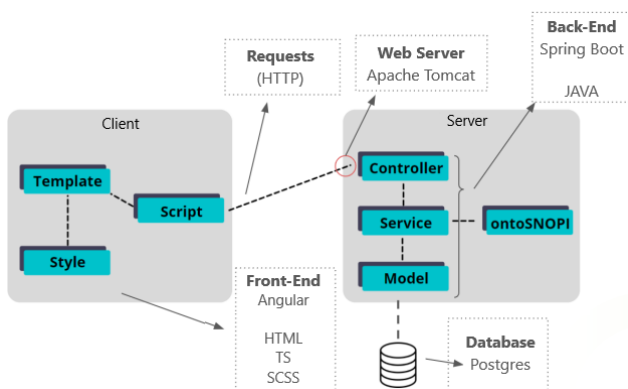 Requests
(HTTP)
Web Server
Apache Tomcat
Back-End
Spring Boot
JAVA
Client
Server
Template
Script
Style
Controller
Service
ontoSNOPI
Model
Front-End
Angular
HTML
TS
SCSS
Database
Postgres